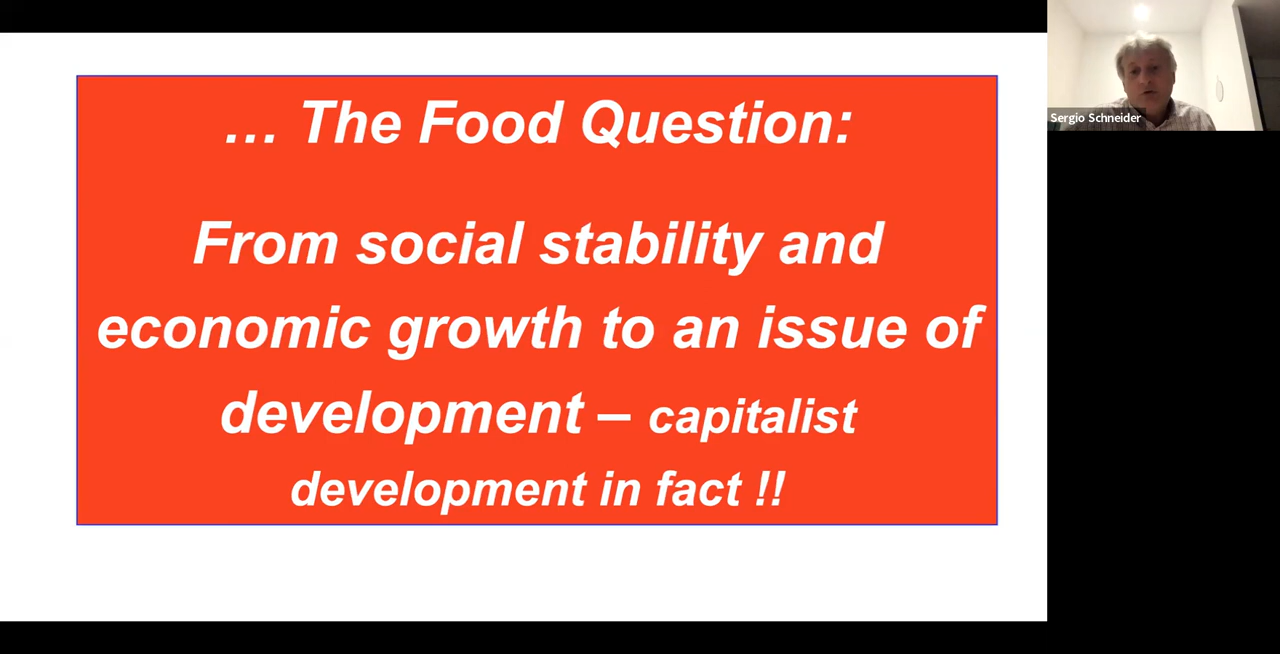 … The Food Question:
From social stability and
economic growth to an issue of
development – capitalist
development in fact !!
Sergio Schneider